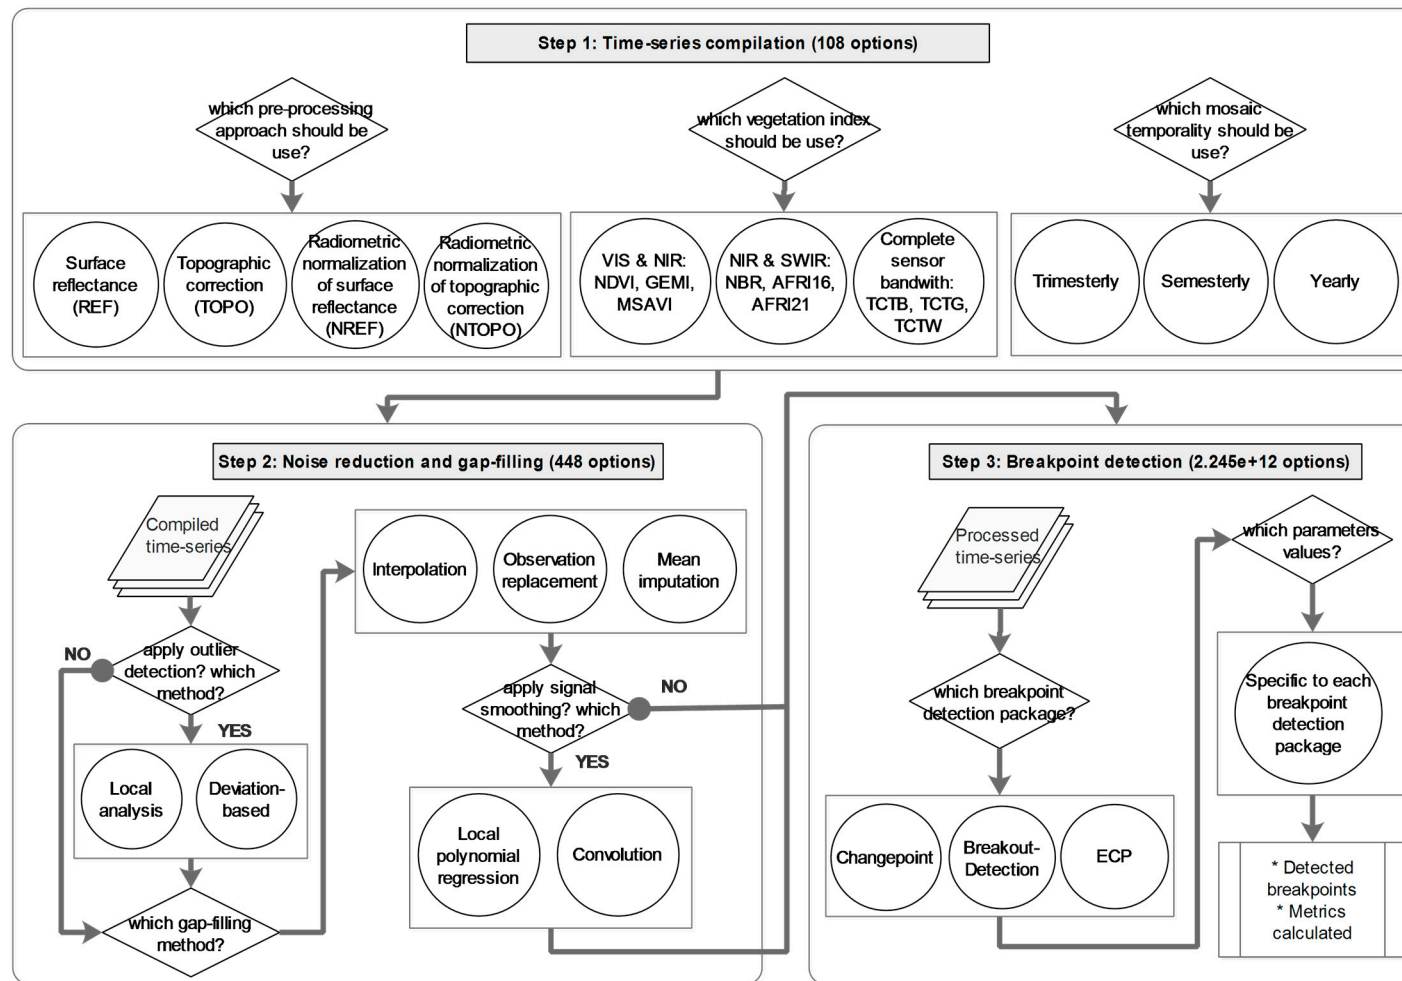 Step 1: Time-series compilation (108 options)
which pre-processing
approach should be
use?
which vegetation index
should be use?
which mosaic
temporality should be
use?
Surface
reflectance
(REF)
Topographic
correction
(TOPO)
Radiometric
normalization
of surface
reflectance
(NREF)
Radiometric
normalization
of topographic
correction
(NTOPO)
VIS & NIR:
NDVI, GEMI,
MSAVI
NIR & SWIR:
NBR, AFRI16,
AFRI21
Complete
sensor
bandwith:
TCTB, TCTG,
TCTW
Trimesterly
Semesterly
Yearly
Step 2: Noise reduction and gap-filling (448 options)
Compiled
time-series
apply outlier
detection? which
method?
NO
YES
Local
analysis
Deviation-
based
which gap-filling
method?
Interpolation
Observation
replacement
Mean
imputation
apply signal
smoothing? which
method?
NO
YES
Local
polynomial
regression
Convolution
Step 3: Breakpoint detection (2.245e+12 options)
Processed
time-series
which breakpoint
detection package?
Changepoint
Breakout-
Detection
ECP
which parameters
values?
Specific to each
breakpoint
detection
package
* Detected
breakpoints
* Metrics
calculated